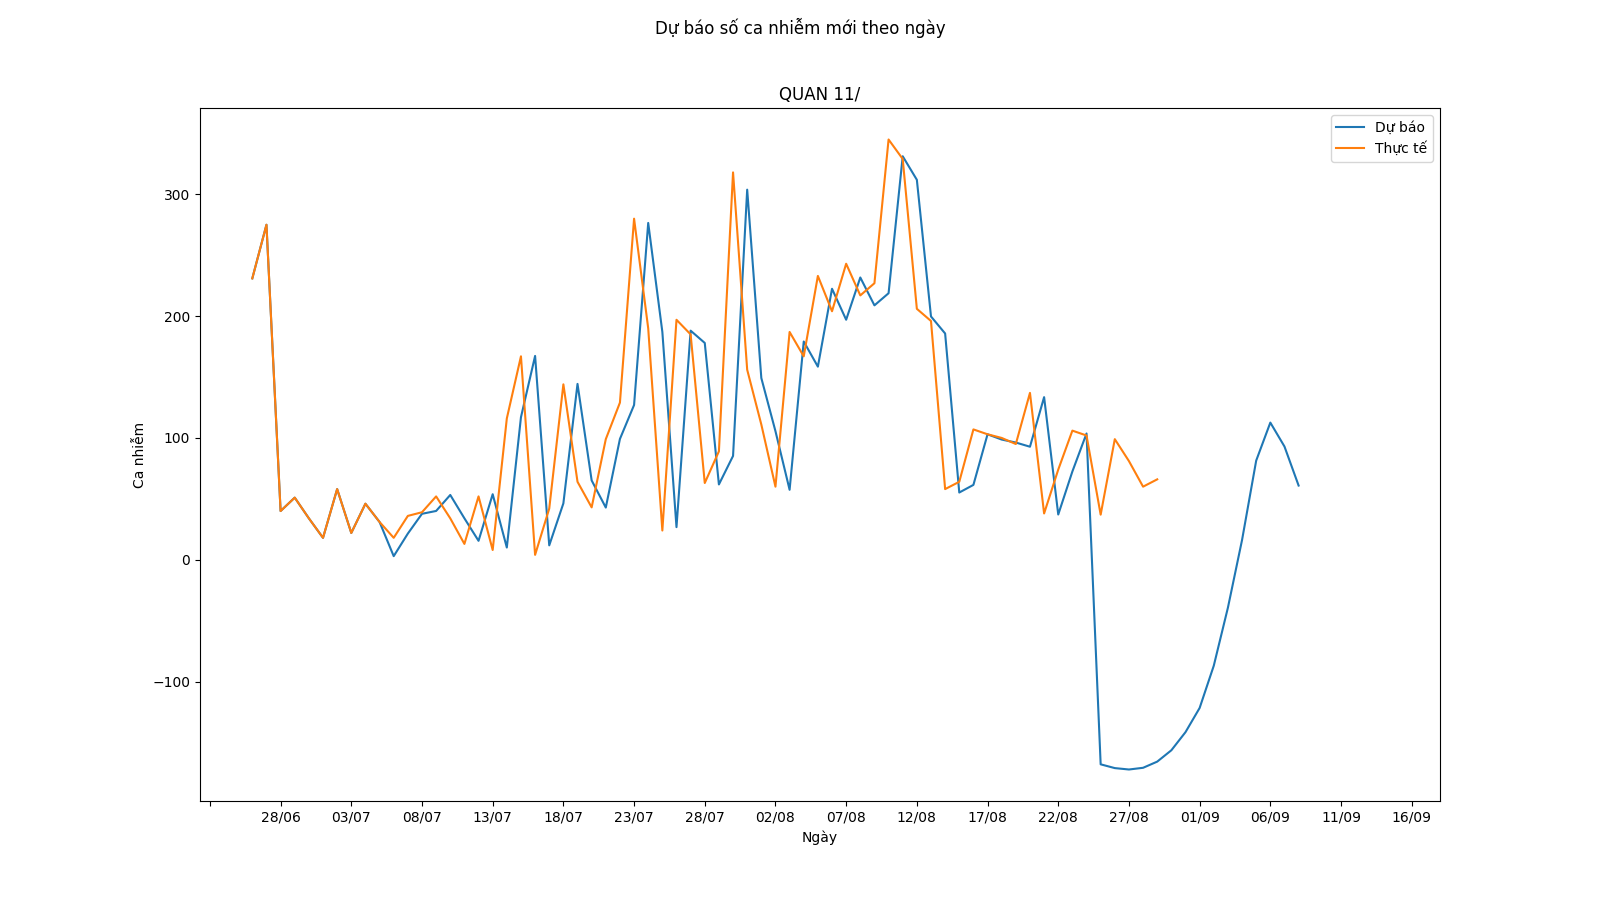 Dự báo số ca nhiễm mới theo ngày
QUAN 11/
Dự báo
Thực tế
Ca nhiễm
300
200
100
0
−100
28/06 03/07 08/07 13/07 18/07 23/07 28/07 02/08 07/08 12/08 17/08 22/08 27/08 01/09 06/09 11/09 16/09
Ngày